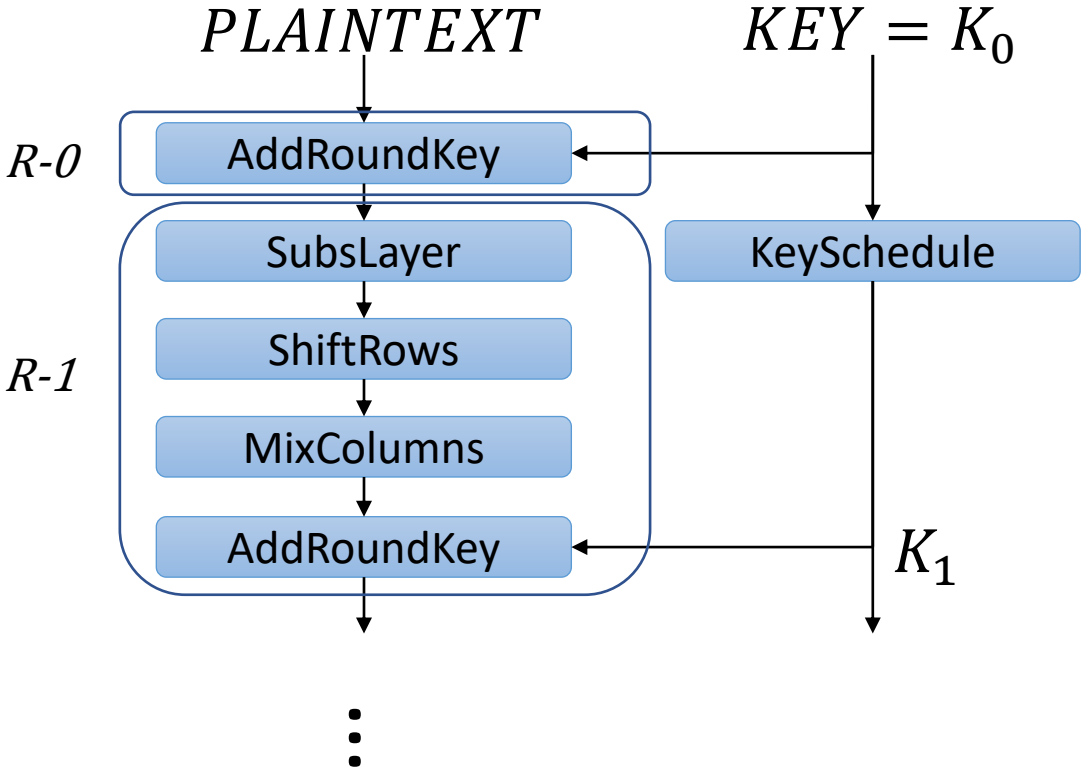 PLAINTEXT KEY = K₀
R-0 AddRoundKey
SubsLayer KeySchedule
ShiftRows
R-1
MixColumns
AddRoundKey K₁